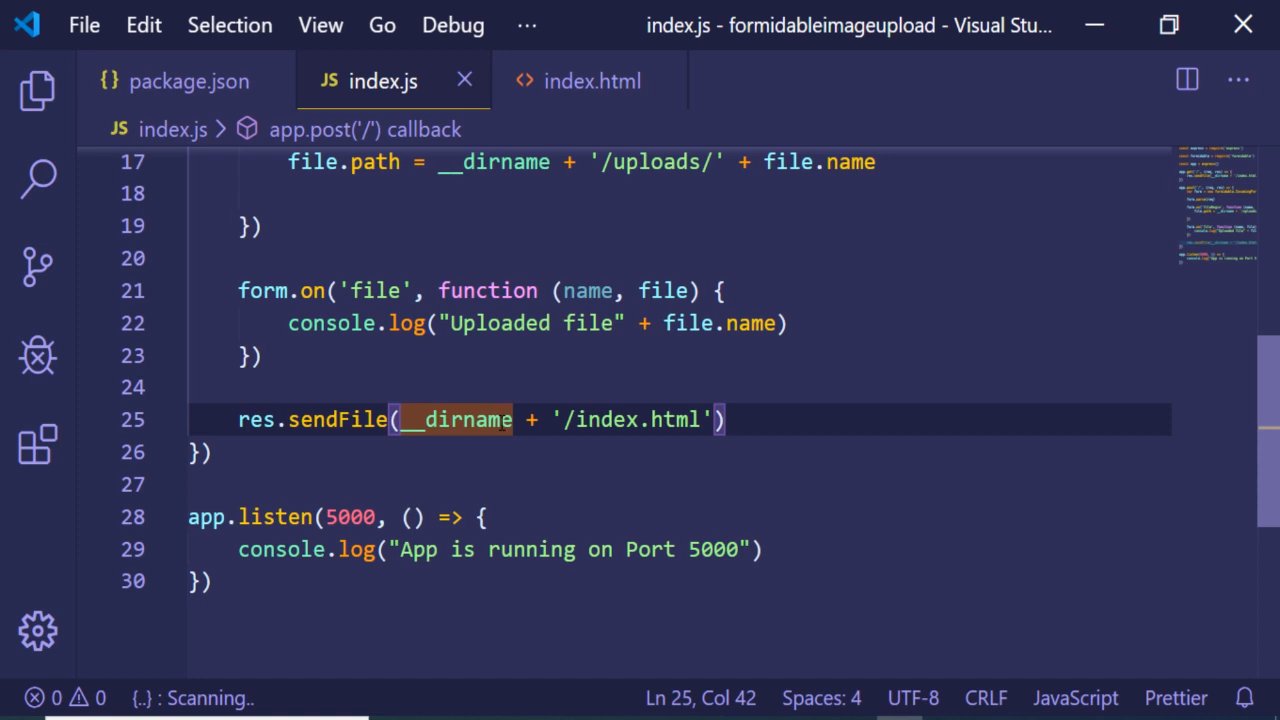 File Edit Selection View Go Debug ··· index.js - formidableimageupload - Visual Stu...
{} package.json JS index.js <> index.html ···
JS index.js > app.post('/') callback
17 file.path = __dirname + '/uploads/' + file.name
18
19 })
20
21 form.on('file', function (name, file) {
22 console.log("Uploaded file" + file.name)
23 })
24
25 res.sendFile(__dirname + '/index.html')
26 })
27
28 app.listen(5000, () => {
29 console.log("App is running on Port 5000")
30 })
0 0 {..} : Scanning.. Ln 25, Col 42 Spaces: 4 UTF-8 CRLF JavaScript Prettier